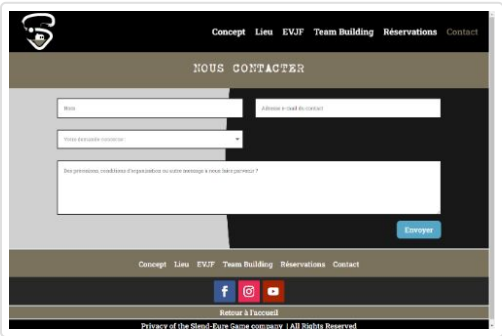 Concept Lieu EVJF Team Building Réservations Contact
NOUS CONTACTER
Nom Adresse e-mail de contact
Votre demande concerne
Des précisions, conditions d'organisation ou autre message à nous faire parvenir ?
Envoyer
Concept Lieu EVJF Team Building Réservations Contact
Retour à l'accueil
Privacy of the Slend-Eure Game company | All Rights Reserved